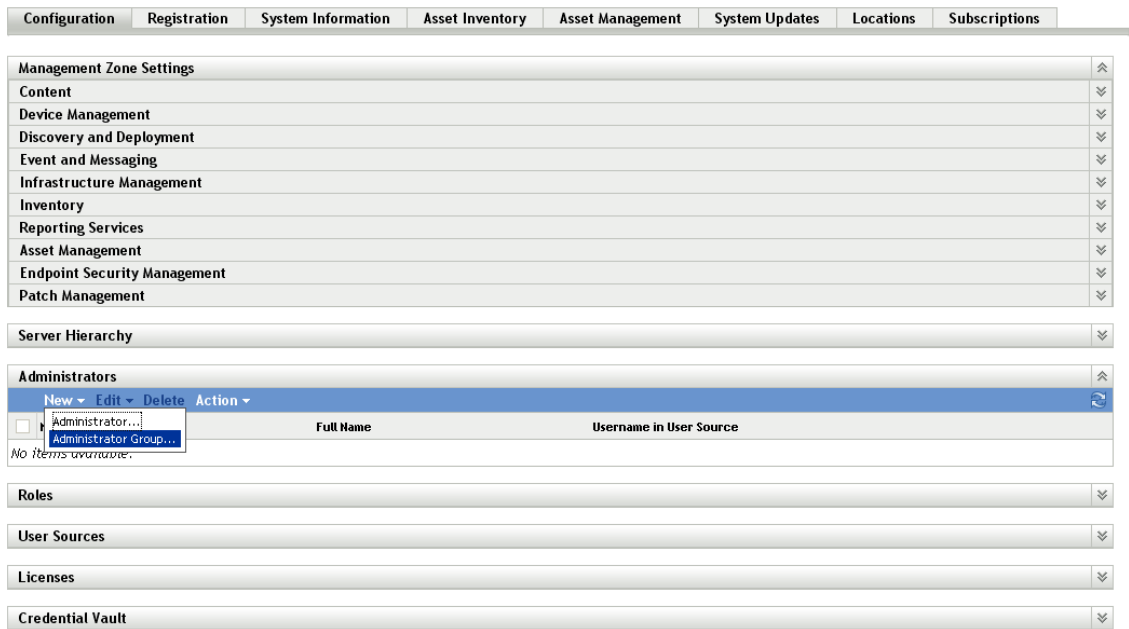 Configuration Registration System Information Asset Inventory Asset Management System Updates Locations Subscriptions
Management Zone Settings
Content
Device Management
Discovery and Deployment
Event and Messaging
Infrastructure Management
Inventory
Reporting Services
Asset Management
Endpoint Security Management
Patch Management
Server Hierarchy
Administrators
New Edit Delete Action
Administrator...
Full Name Username in User Source
Administrator Group...
No items available.
Roles
User Sources
Licenses
Credential Vault